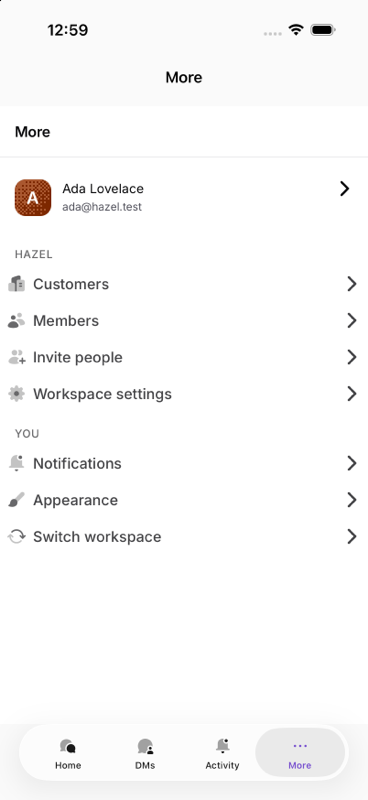 12:59
More
More
A
Ada Lovelace
ada@hazel.test
HAZEL
Customers
Members
Invite people
Workspace settings
YOU
Notifications
Appearance
Switch workspace
Home
DMs
Activity
More